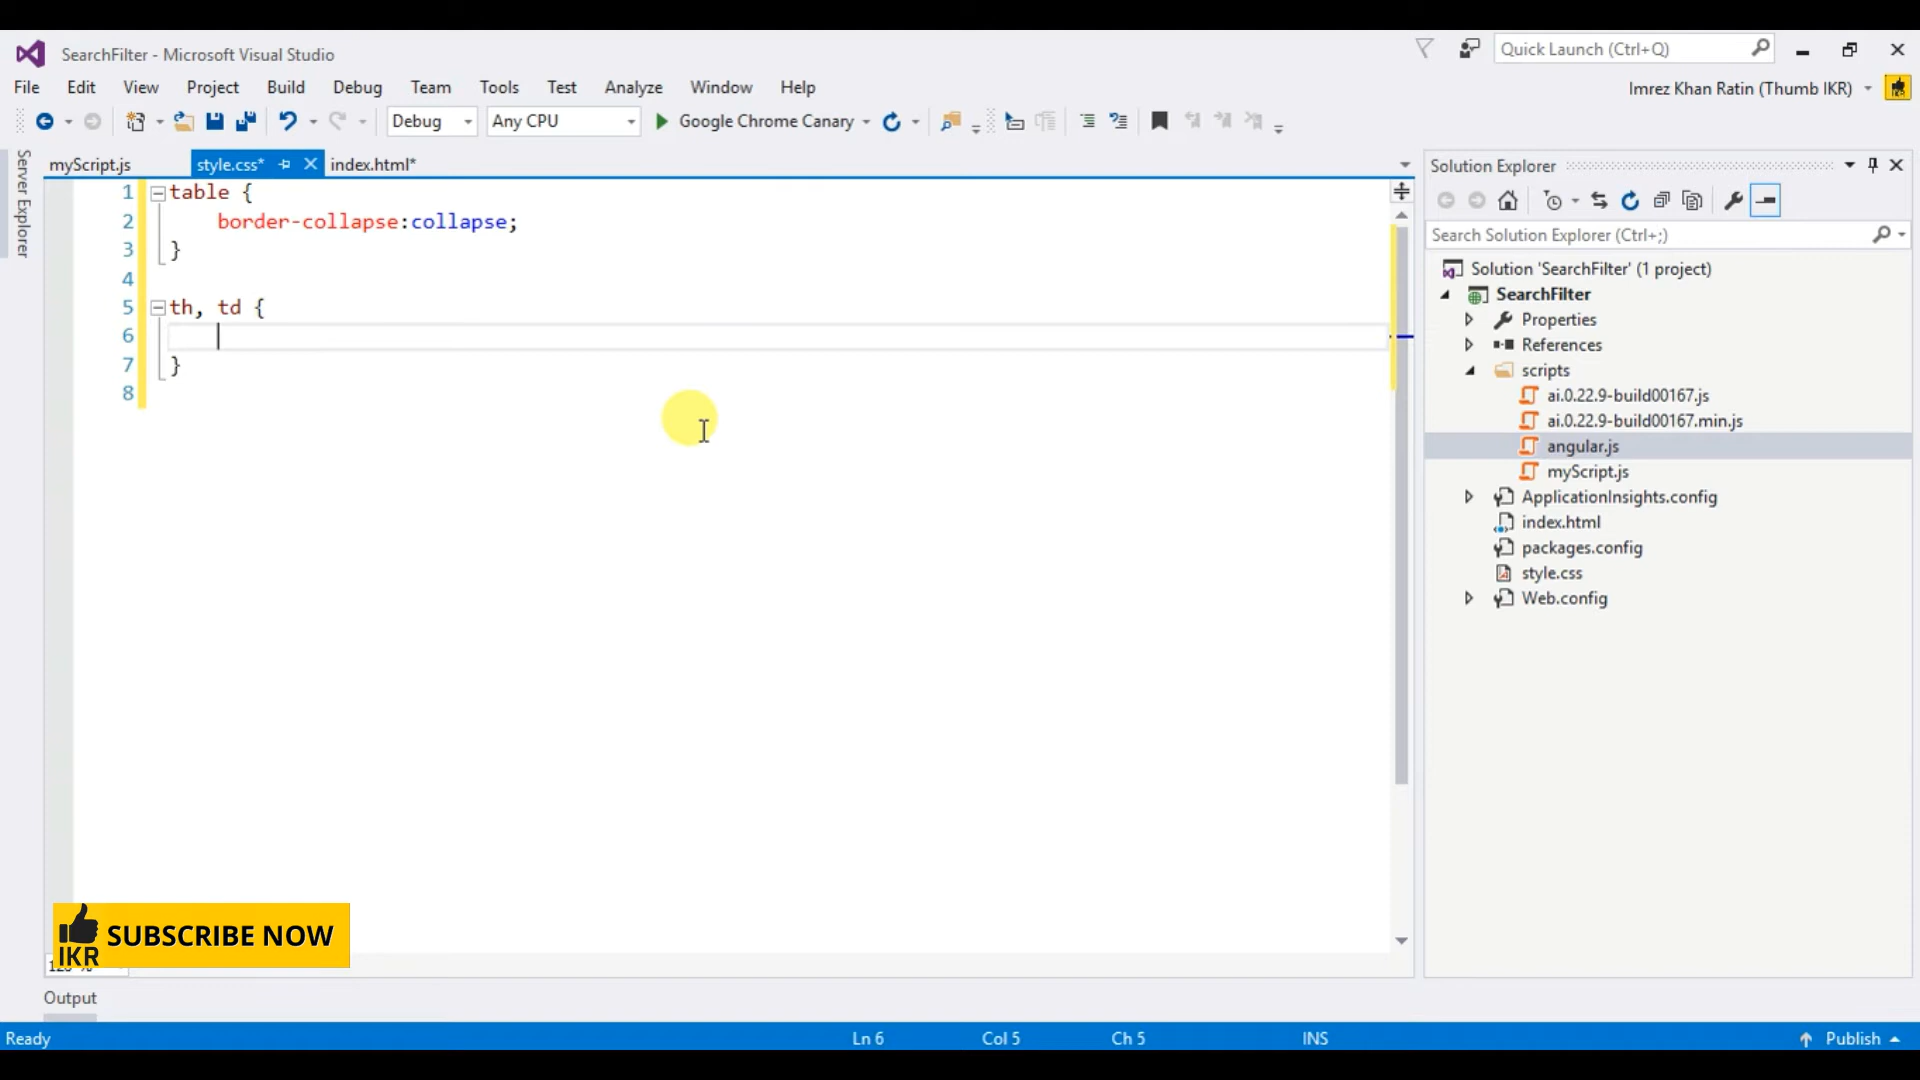 SearchFilter - Microsoft Visual Studio
Quick Launch (Ctrl+Q)
File Edit View Project Build Debug Team Tools Test Analyze Window Help
Imrez Khan Ratin (Thumb IKR)
Debug Any CPU Google Chrome Canary
Server Explorer
myScript.js style.css* index.html*
1 table {
2 border-collapse:collapse;
3 }
4
5 th, td {
6
7 }
8
Solution Explorer
Search Solution Explorer (Ctrl+;)
Solution 'SearchFilter' (1 project)
SearchFilter
Properties
References
scripts
ai.0.22.9-build00167.js
ai.0.22.9-build00167.min.js
angular.js
myScript.js
ApplicationInsights.config
index.html
packages.config
style.css
Web.config
IKR SUBSCRIBE NOW
Output
Ready Ln 6 Col 5 Ch 5 INS Publish